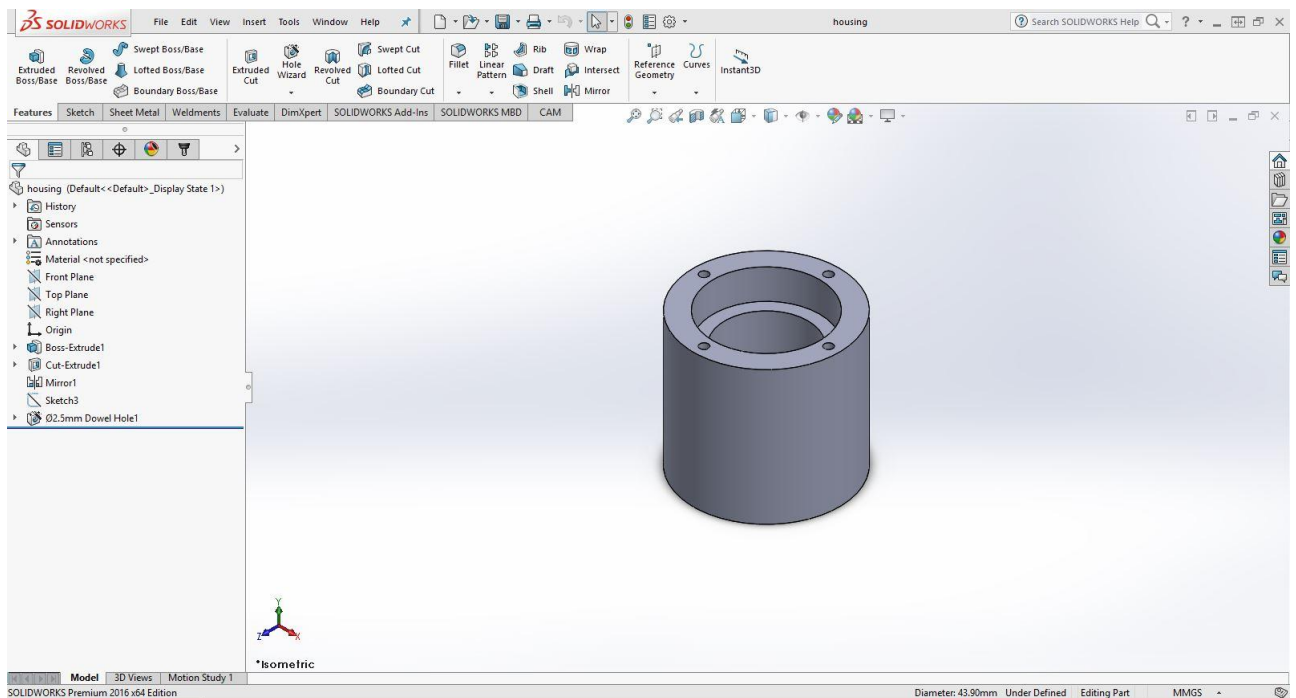 SOLIDWORKS File Edit View Insert Tools Window Help housing Search SOLIDWORKS Help
Extruded Boss/Base
Revolved Boss/Base
Swept Boss/Base
Lofted Boss/Base
Boundary Boss/Base
Extruded Cut
Hole Wizard
Revolved Cut
Swept Cut
Lofted Cut
Boundary Cut
Fillet
Linear Pattern
Rib
Draft
Shell
Wrap
Intersect
Mirror
Reference Geometry
Curves
Instant3D
Features Sketch Sheet Metal Weldments Evaluate DimXpert SOLIDWORKS Add-Ins SOLIDWORKS MBD CAM
housing (Default<<Default>_Display State 1>)
History
Sensors
Annotations
Material <not specified>
Front Plane
Top Plane
Right Plane
Origin
Boss-Extrude1
Cut-Extrude1
Mirror1
Sketch3
Ø2.5mm Dowel Hole1
Y
Z X
*Isometric
Model 3D Views Motion Study 1
SOLIDWORKS Premium 2016 x64 Edition Diameter: 43.90mm Under Defined Editing Part MMGS